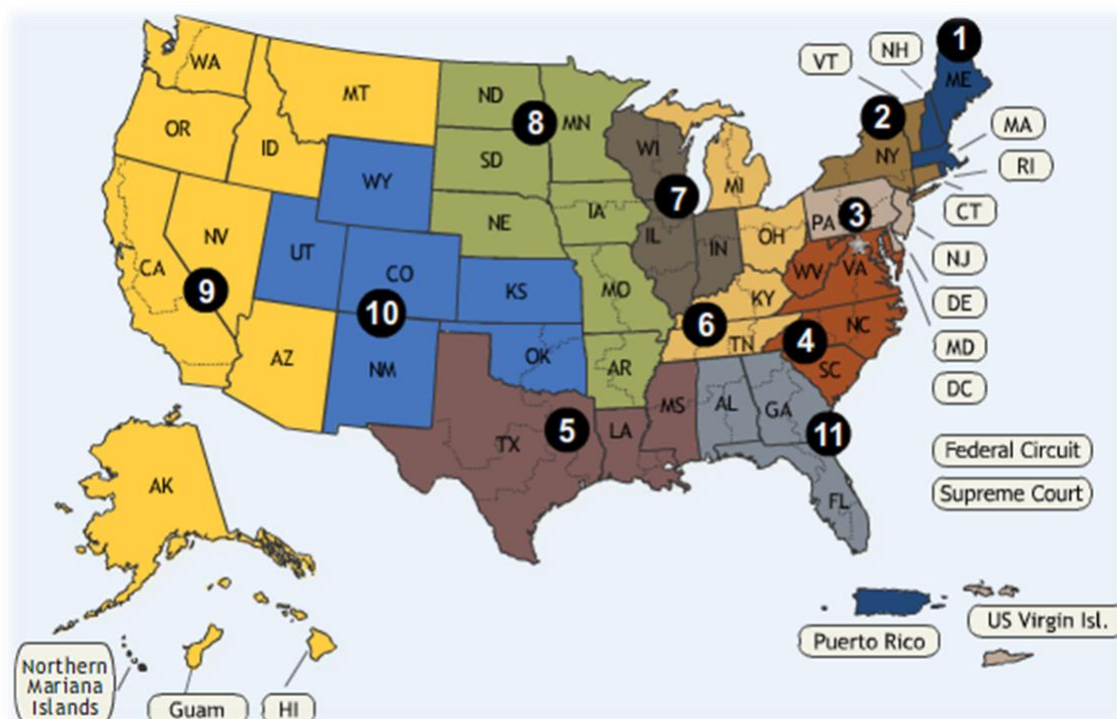 1
ME
NH
VT
2
NY
MA
RI
CT
NJ
DE
MD
DC
WA
MT
ND
8
MN
OR
ID
SD
WI
MI
WY
7
PA
3
NE
IA
NV
UT
IL
IN
OH
WV
VA
CA
9
CO
10
KS
MO
KY
6
TN
4
NC
SC
AZ
NM
OK
AR
MS
AL
GA
11
TX
5
LA
FL
Federal Circuit
Supreme Court
AK
Northern
Mariana
Islands
Guam
HI
Puerto Rico
US Virgin Isl.